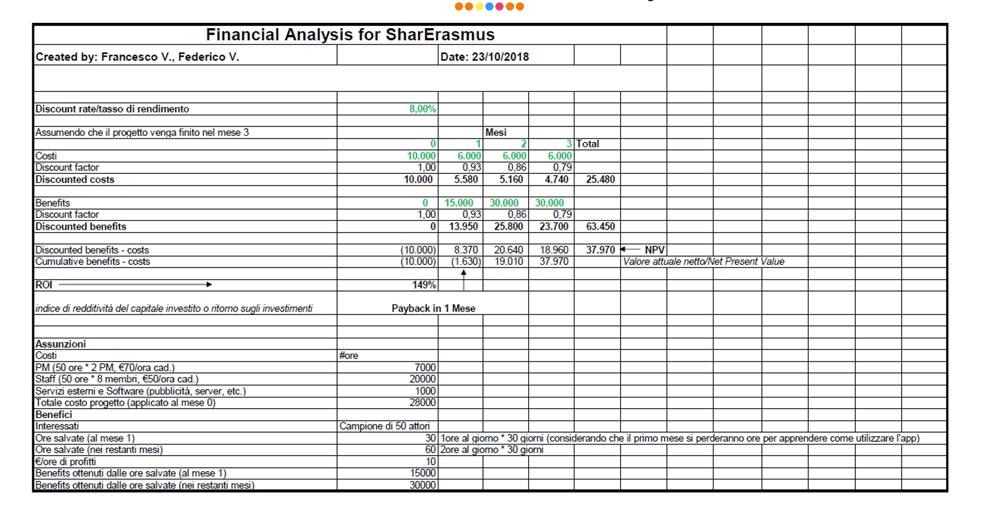 Financial Analysis for SharErasmus
Created by: Francesco V., Federico V. Date: 23/10/2018
Discount rate/tasso di rendimento 8,00%
Assumendo che il progetto venga finito nel mese 3 Mesi
0 1 2 3 Total
Costi 10.000 6.000 6.000 6.000
Discount factor 1,00 0,93 0,86 0,79
Discounted costs 10.000 5.580 5.160 4.740 25.480
Benefits 0 15.000 30.000 30.000
Discount factor 1,00 0,93 0,86 0,79
Discounted benefits 0 13.950 25.800 23.700 63.450
Discounted benefits - costs (10.000) 8.370 20.640 18.960 37.970 NPV
Cumulative benefits - costs (10.000) (1.630) 19.010 37.970 Valore attuale netto/Net Present Value
ROI 149%
indice di redditività del capitale investito o ritorno sugli investimenti Payback in 1 Mese
Assunzioni
Costi #ore
PM (50 ore * 2 PM, €70/ora cad.) 7000
Staff (50 ore * 8 membri, €50/ora cad.) 20000
Servizi esterni e Software (pubblicità, server, etc.) 1000
Totale costo progetto (applicato al mese 0) 28000
Benefici
Interessati Campione di 50 attori
Ore salvate (al mese 1) 30 1ore al giorno * 30 giorni (considerando che il primo mese si perderanno ore per apprendere come utilizzare l'app)
Ore salvate (nei restanti mesi) 60 2ore al giorno * 30 giorni
€/ore di profitti 10
Benefits ottenuti dalle ore salvate (al mese 1) 15000
Benefits ottenuti dalle ore salvate (nei restanti mesi) 30000